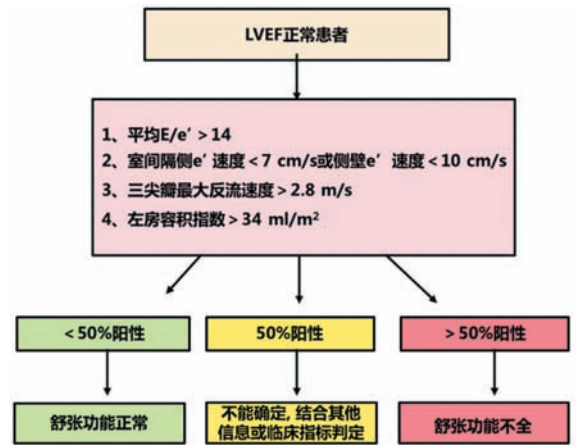 LVEF正常患者
1、平均E/e′＞14
2、室间隔侧e′速度＜7 cm/s或侧壁e′速度＜10 cm/s
3、三尖瓣最大反流速度＞2.8 m/s
4、左房容积指数＞34 ml/m²
＜50%阳性
50%阳性
＞50%阳性
舒张功能正常
不能确定, 结合其他
信息或临床指标判定
舒张功能不全